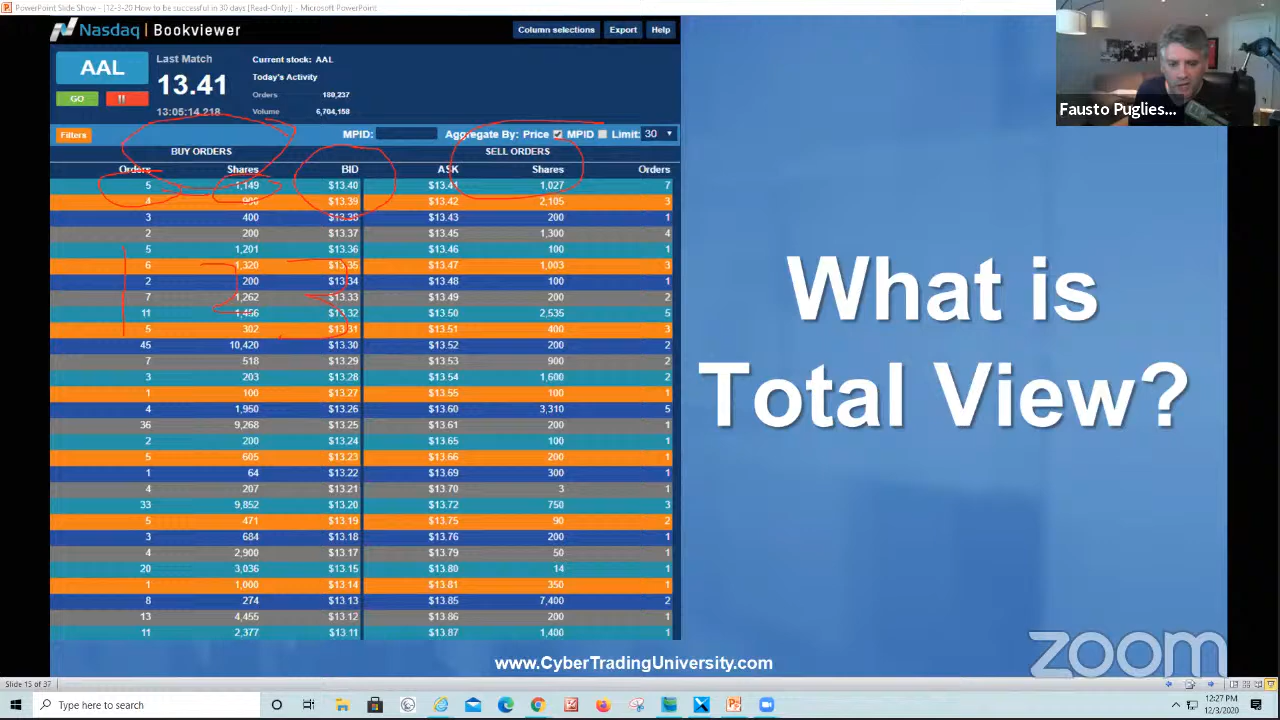 PowerPoint Slide Show - [12-3-20 How to be successful in 30 days [Read-Only]] - Microsoft PowerPoint
Nasdaq | Bookviewer
Column selections Export Help
AAL
GO
Last Match
13.41
13:05:14.218
Current stock: AAL
Today's Activity
Orders 180,237
Volume 6,704,158
Fausto Puglies...
Filters MPID: Aggregate By: Price MPID Limit: 30
BUY ORDERS SELL ORDERS
Orders Shares BID ASK Shares Orders
5 1,149 $13.40 $13.41 1,027 7
4 900 $13.39 $13.42 2,105 3
3 400 $13.38 $13.43 200 1
2 200 $13.37 $13.45 1,300 4
5 1,201 $13.36 $13.46 100 1
6 1,320 $13.35 $13.47 1,003 3
2 200 $13.34 $13.48 100 1
7 1,262 $13.33 $13.49 200 2
11 1,456 $13.32 $13.50 2,535 5
5 302 $13.31 $13.51 400 3
45 10,420 $13.30 $13.52 200 2
7 518 $13.29 $13.53 900 2
3 203 $13.28 $13.54 1,600 2
1 100 $13.27 $13.55 100 1
4 1,950 $13.26 $13.60 3,310 5
36 9,268 $13.25 $13.61 200 1
2 200 $13.24 $13.65 100 1
5 605 $13.23 $13.66 200 1
1 64 $13.22 $13.69 300 1
4 207 $13.21 $13.70 3 1
33 9,852 $13.20 $13.72 750 3
5 471 $13.19 $13.75 90 2
3 684 $13.18 $13.76 200 1
4 2,900 $13.17 $13.79 50 1
20 3,036 $13.15 $13.80 14 1
1 1,000 $13.14 $13.81 350 1
8 274 $13.13 $13.85 7,400 2
13 4,455 $13.12 $13.86 200 1
11 2,377 $13.11 $13.87 1,400 1
What is
Total View?
www.CyberTradingUniversity.com
zoom
Slide 15 of 37
Type here to search
12:27 PM
12/3/2020